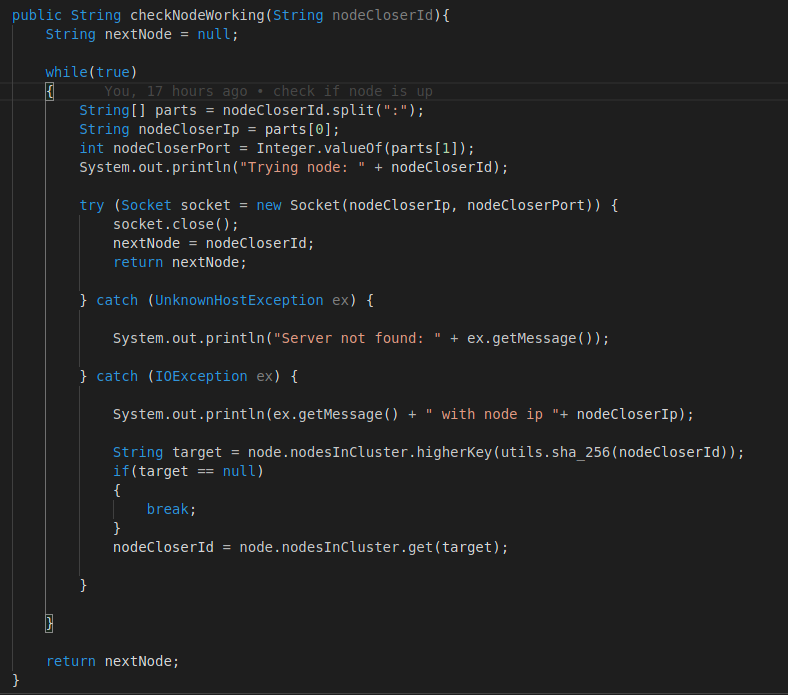 public String checkNodeWorking(String nodeCloserId){
    String nextNode = null;

    while(true)
    {      You, 17 hours ago • check if node is up
        String[] parts = nodeCloserId.split(":");
        String nodeCloserIp = parts[0];
        int nodeCloserPort = Integer.valueOf(parts[1]);
        System.out.println("Trying node: " + nodeCloserId);

        try (Socket socket = new Socket(nodeCloserIp, nodeCloserPort)) {
            socket.close();
            nextNode = nodeCloserId;
            return nextNode;

        } catch (UnknownHostException ex) {

            System.out.println("Server not found: " + ex.getMessage());

        } catch (IOException ex) {

            System.out.println(ex.getMessage() + " with node ip "+ nodeCloserIp);

            String target = node.nodesInCluster.higherKey(utils.sha_256(nodeCloserId));
            if(target == null)
            {
                break;
            }
            nodeCloserId = node.nodesInCluster.get(target);

        }

    }

    return nextNode;
}